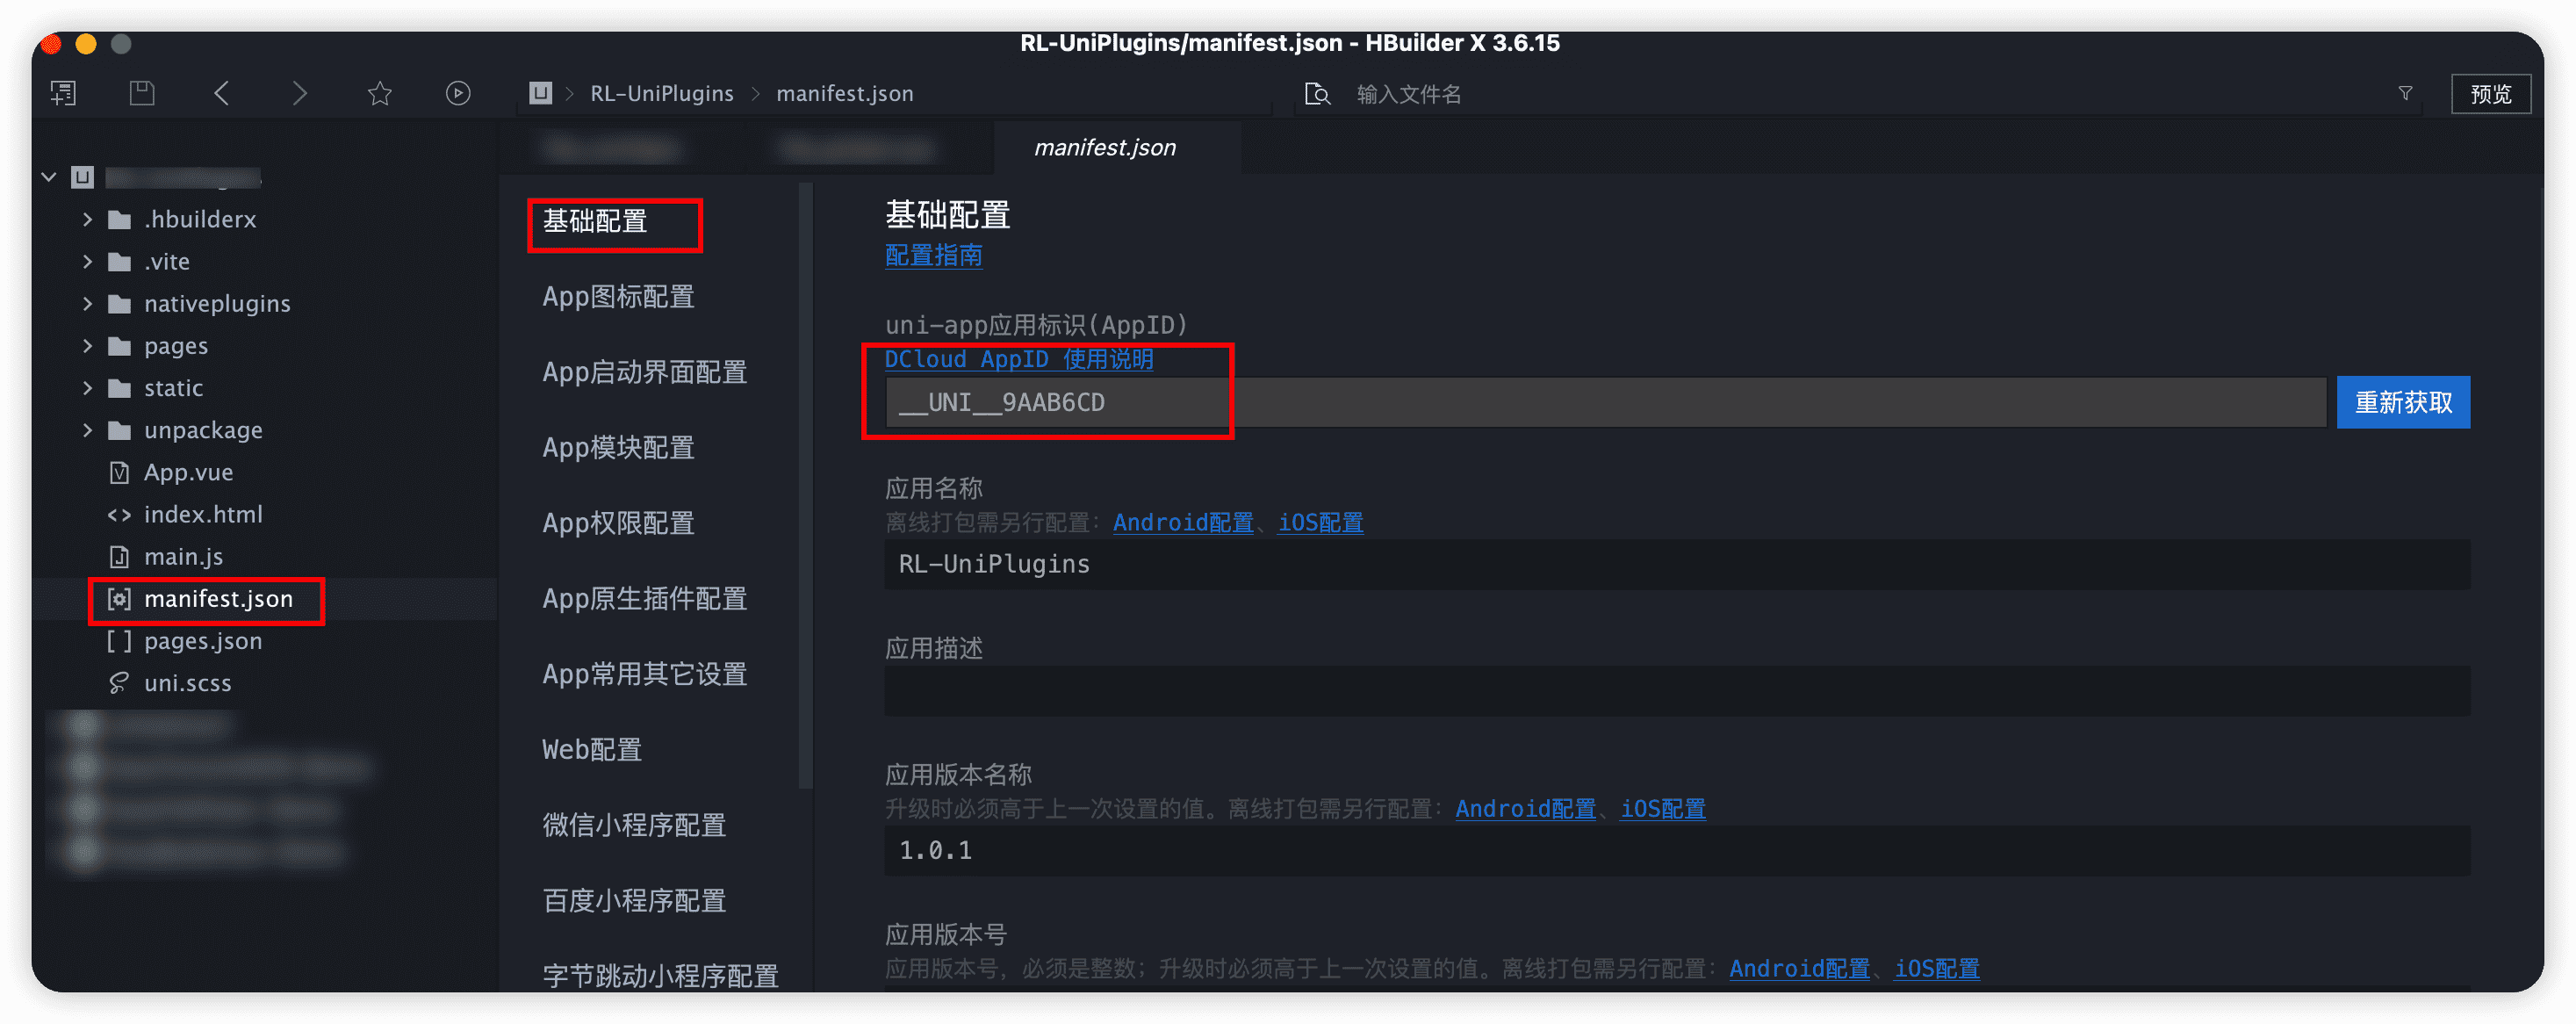 RL-UniPlugins/manifest.json - HBuilder X 3.6.15
RL-UniPlugins
manifest.json
输入文件名
预览
manifest.json
.hbuilderx
.vite
nativeplugins
pages
static
unpackage
App.vue
index.html
main.js
manifest.json
pages.json
uni.scss
基础配置
App图标配置
App启动界面配置
App模块配置
App权限配置
App原生插件配置
App常用其它设置
Web配置
微信小程序配置
百度小程序配置
字节跳动小程序配置
基础配置
配置指南
uni-app应用标识(AppID)
DCloud AppID 使用说明
__UNI__9AAB6CD
重新获取
应用名称
离线打包需另行配置：Android配置、iOS配置
RL-UniPlugins
应用描述
应用版本名称
升级时必须高于上一次设置的值。离线打包需另行配置：Android配置、iOS配置
1.0.1
应用版本号
应用版本号，必须是整数；升级时必须高于上一次设置的值。离线打包需另行配置：Android配置、iOS配置